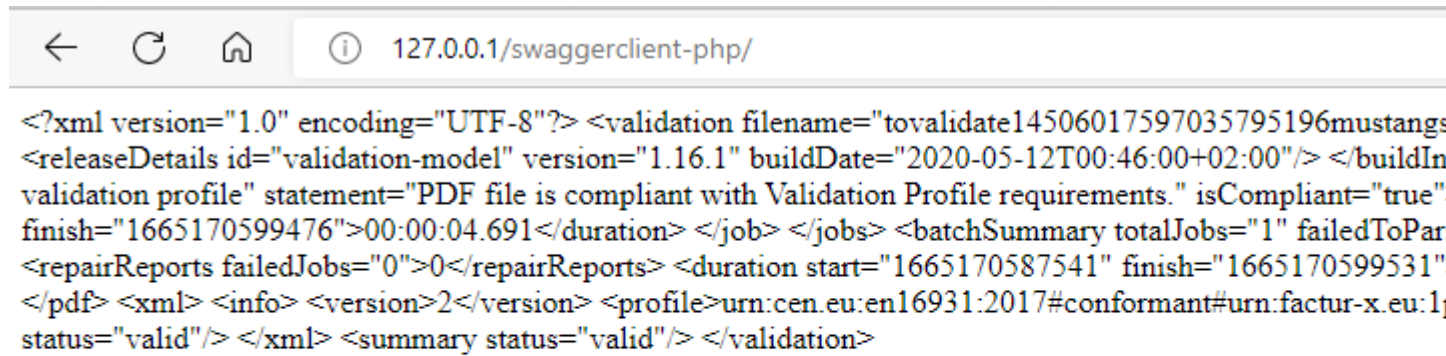 127.0.0.1/swaggerclient-php/
<?xml version="1.0" encoding="UTF-8"?> <validation filename="tovalidate14506017597035795196mustangs
<releaseDetails id="validation-model" version="1.16.1" buildDate="2020-05-12T00:46:00+02:00"/> </buildIn
validation profile" statement="PDF file is compliant with Validation Profile requirements." isCompliant="true"
finish="1665170599476">00:00:04.691</duration> </job> </jobs> <batchSummary totalJobs="1" failedToPar
<repairReports failedJobs="0">0</repairReports> <duration start="1665170587541" finish="1665170599531"
</pdf> <xml> <info> <version>2</version> <profile>urn:cen.eu:en16931:2017#conformant#urn:factur-x.eu:1p
status="valid"/> </xml> <summary status="valid"/> </validation>